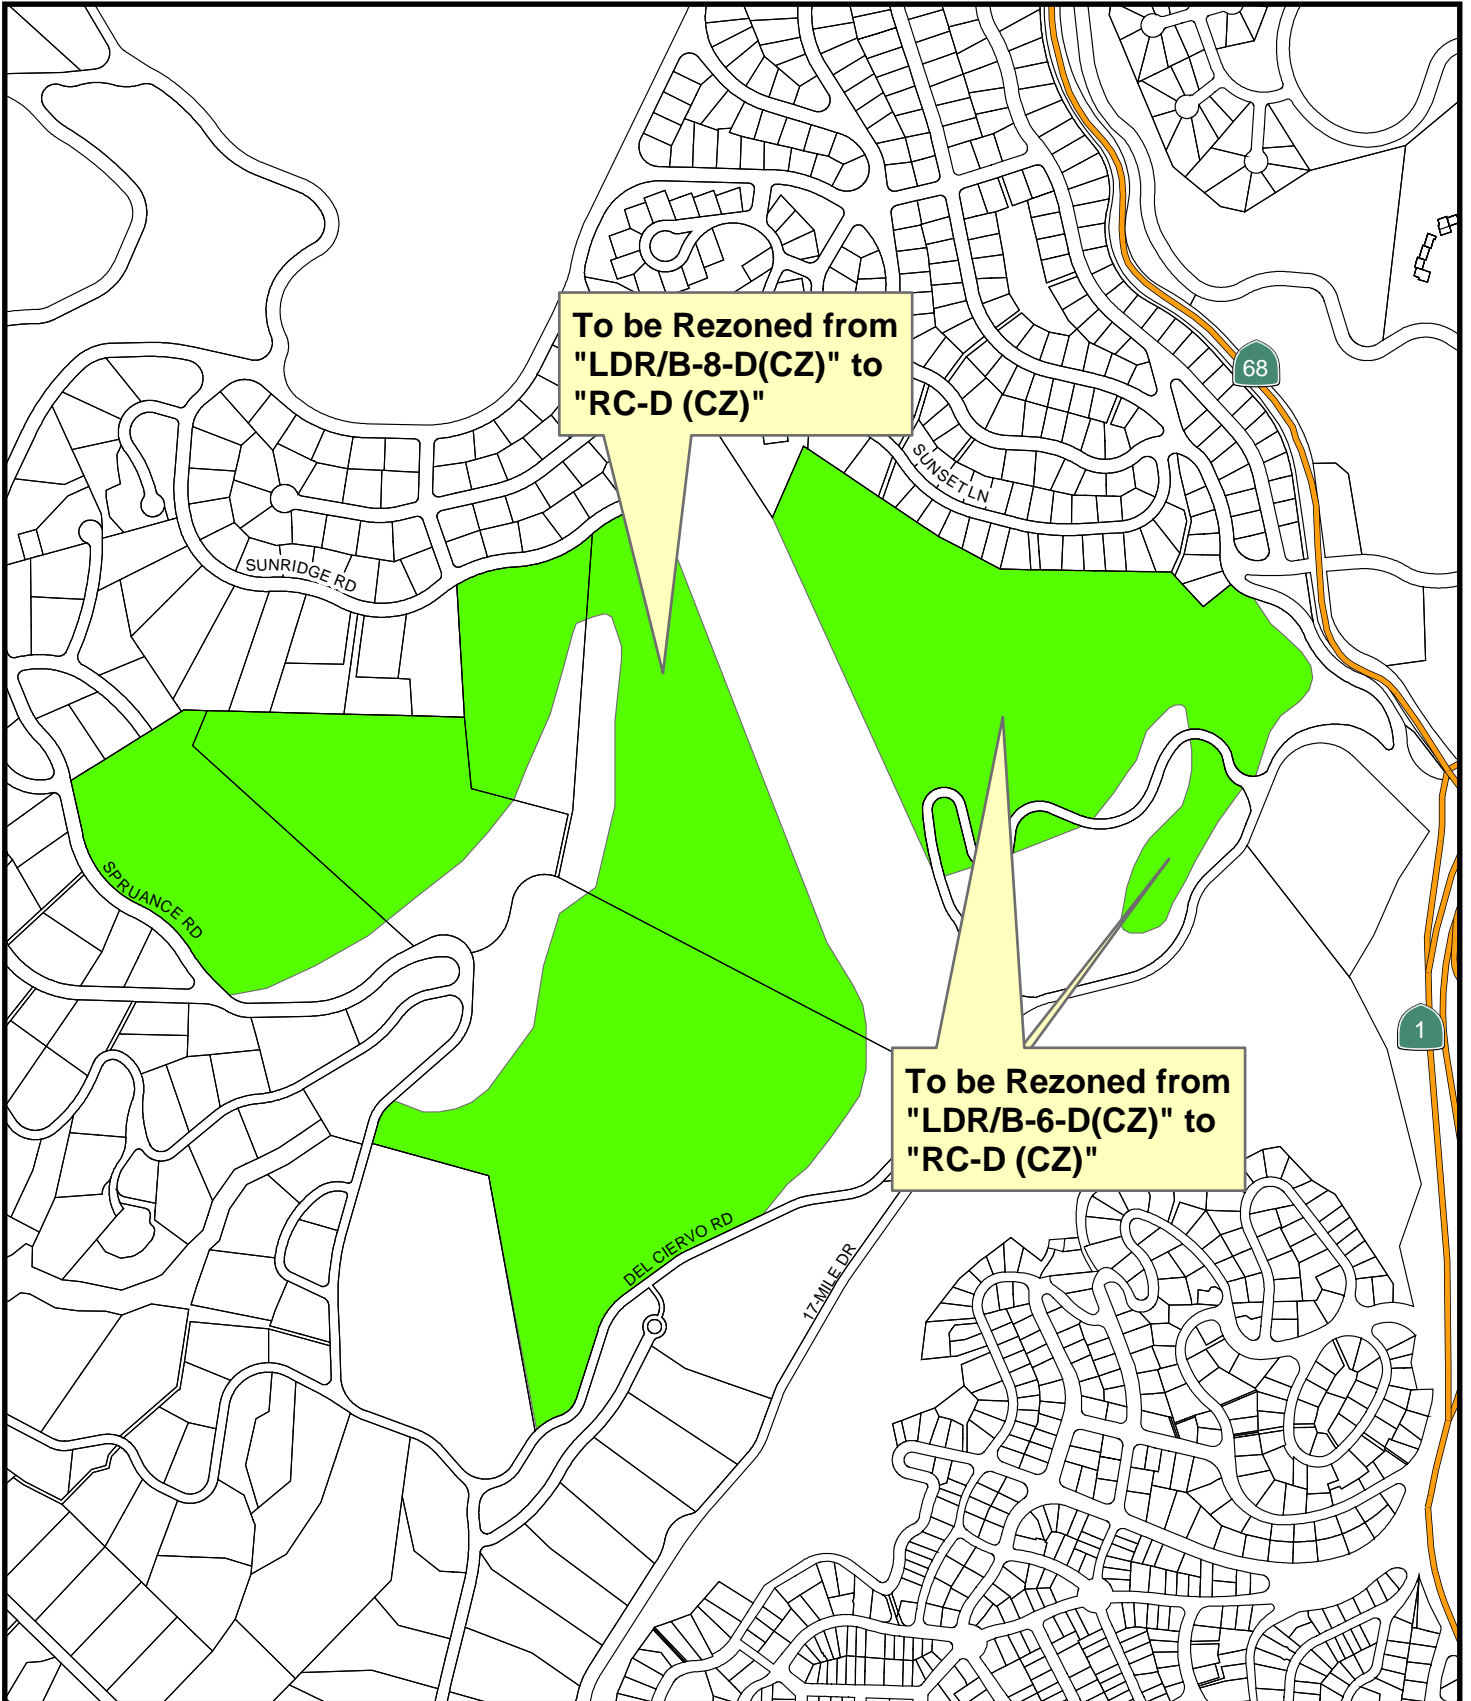 To be Rezoned from
"LDR/B-8-D(CZ)" to
"RC-D (CZ)"
68
SUNSET LN
SUNRIDGE RD
SPRUANCE RD
1
To be Rezoned from
"LDR/B-6-D(CZ)" to
"RC-D (CZ)"
DEL CIERVO RD
17-MILE DR